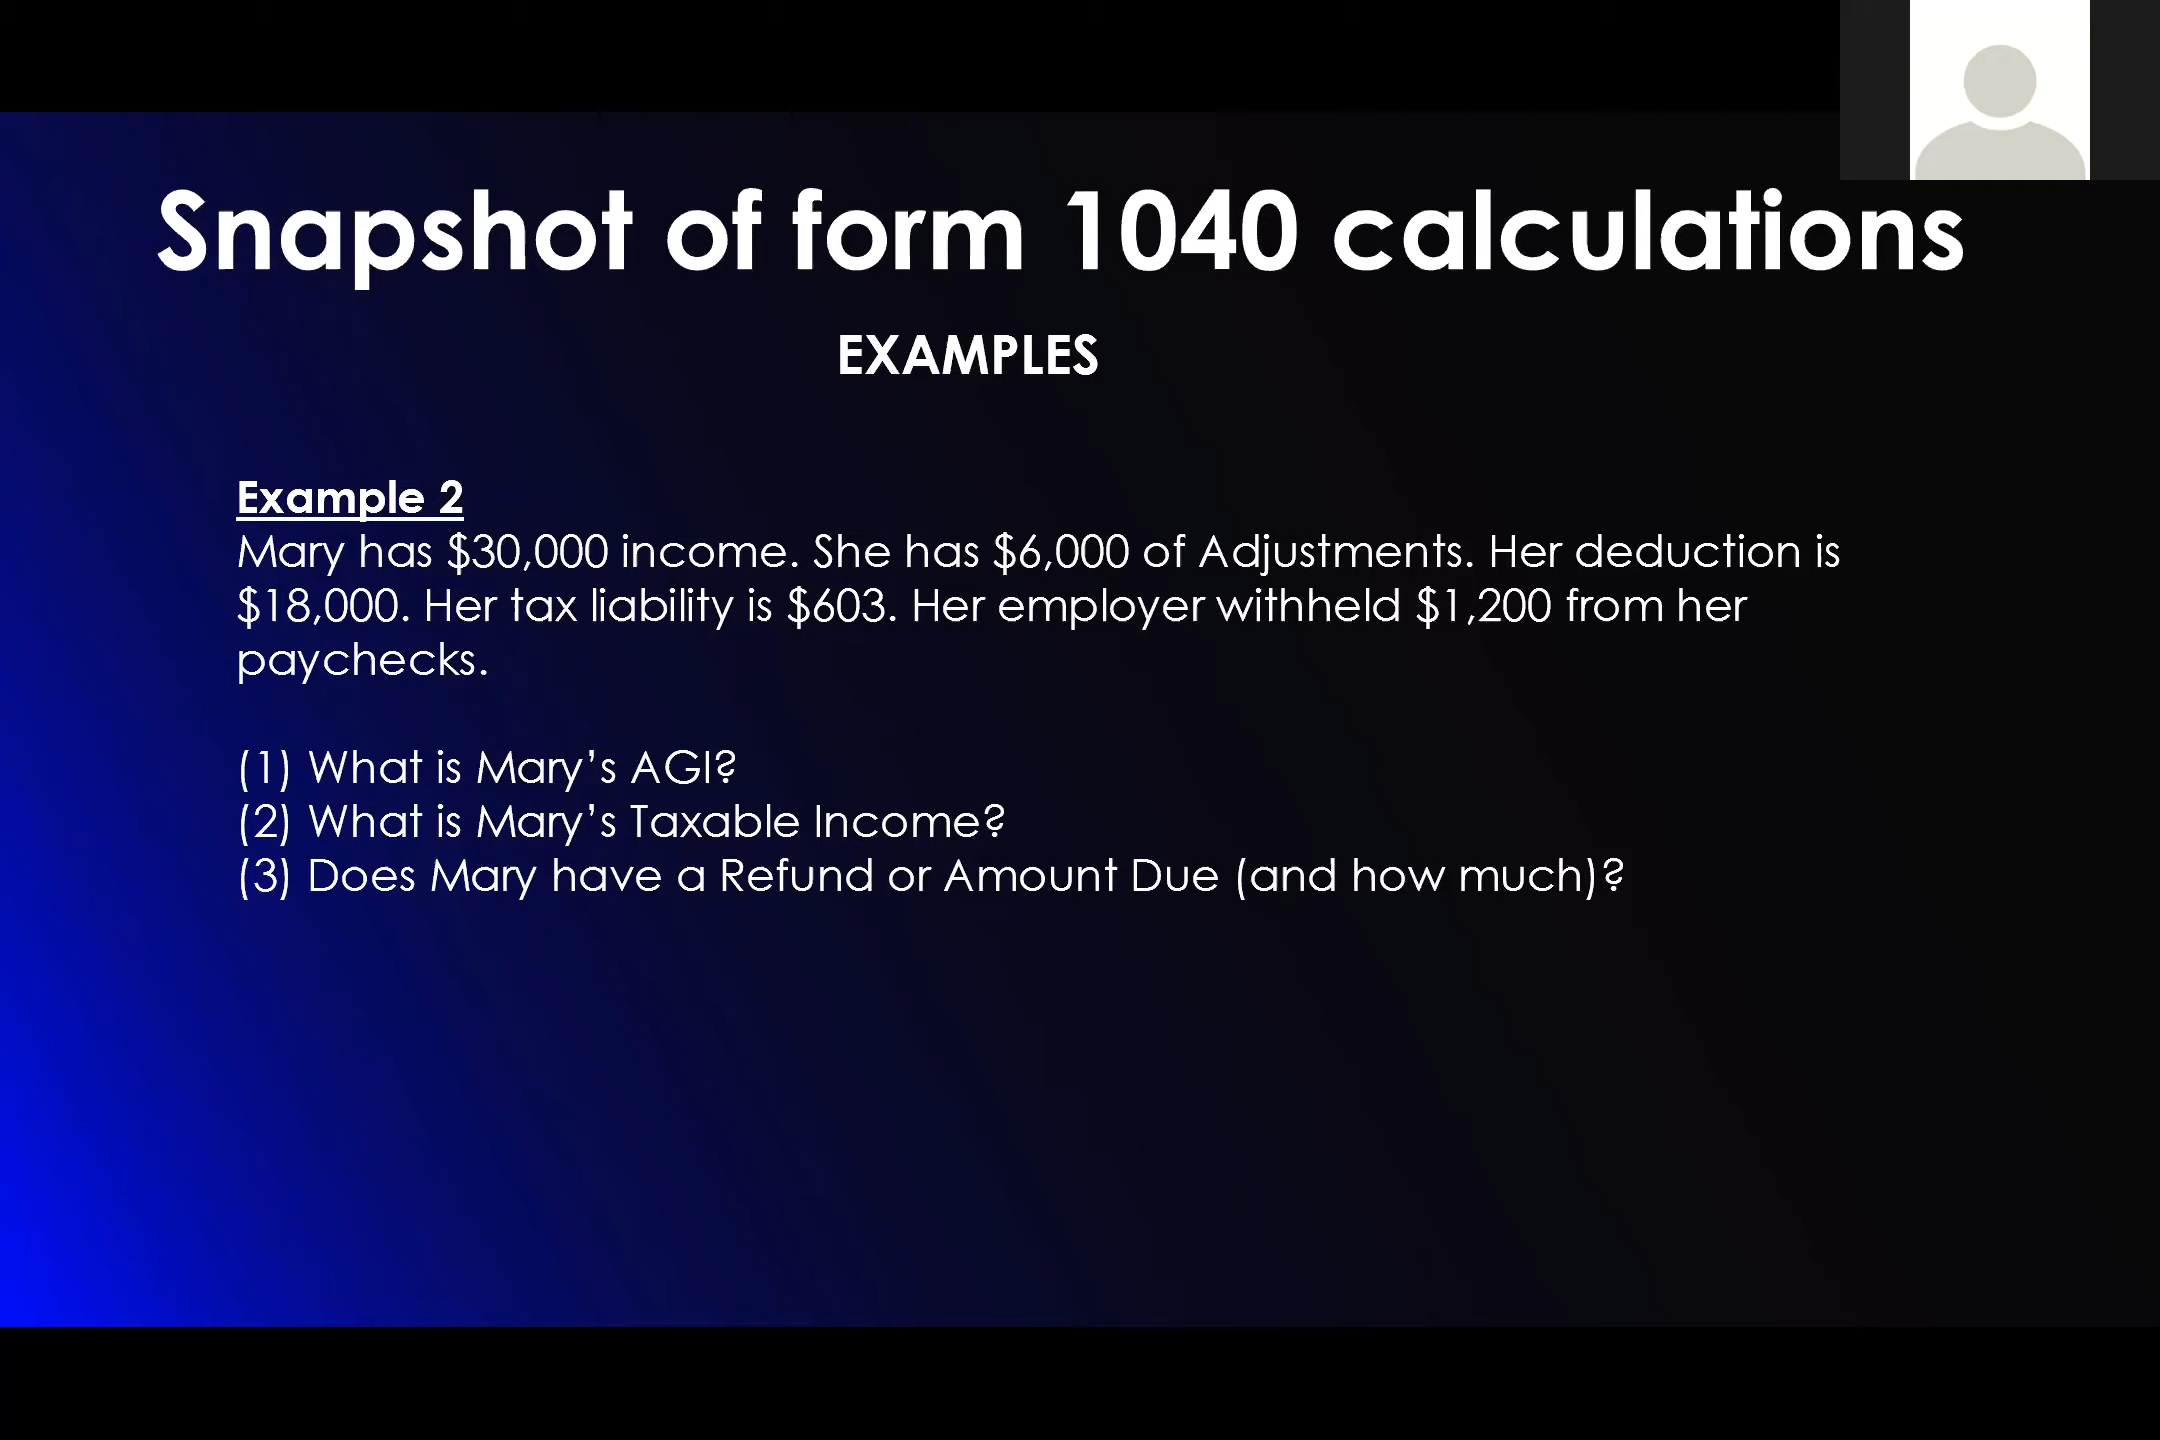 Snapshot of form 1040 calculations
EXAMPLES
Example 2
Mary has $30,000 income. She has $6,000 of Adjustments. Her deduction is
$18,000. Her tax liability is $603. Her employer withheld $1,200 from her
paychecks.
(1) What is Mary’s AGI?
(2) What is Mary’s Taxable Income?
(3) Does Mary have a Refund or Amount Due (and how much)?